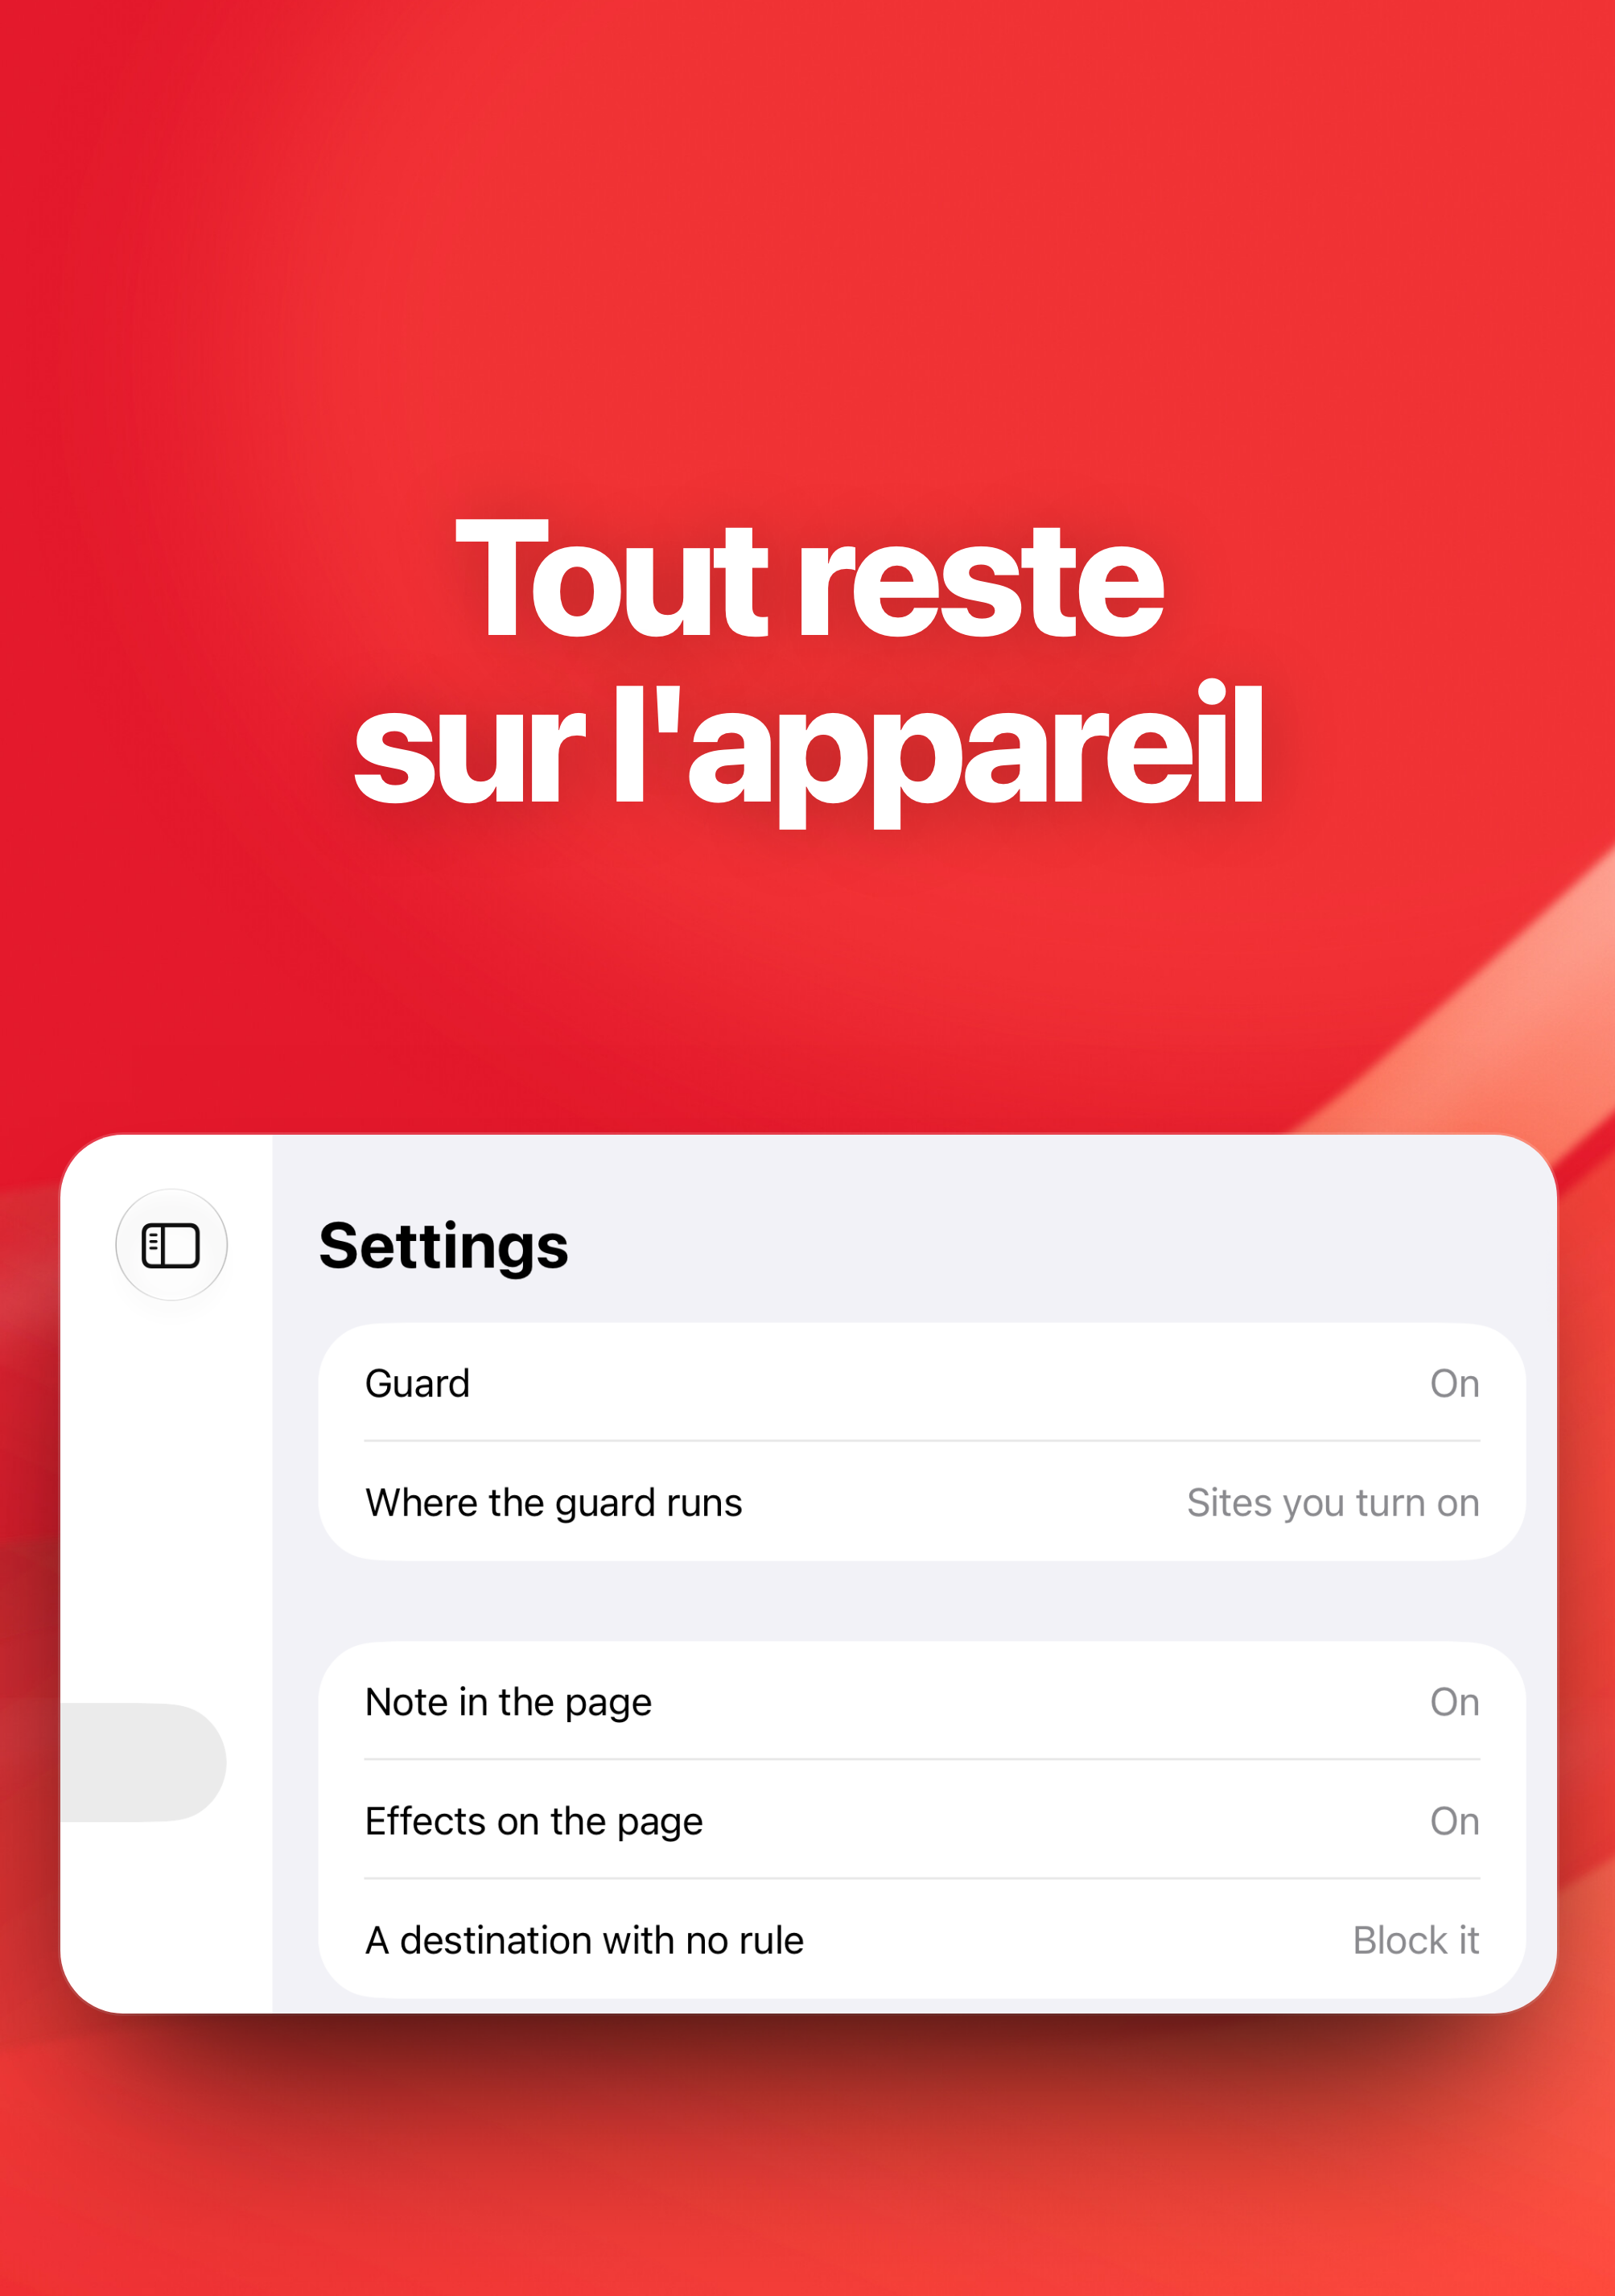 Tout reste
sur l'appareil
Settings
Guard On
Where the guard runs Sites you turn on
Note in the page On
Effects on the page On
A destination with no rule Block it